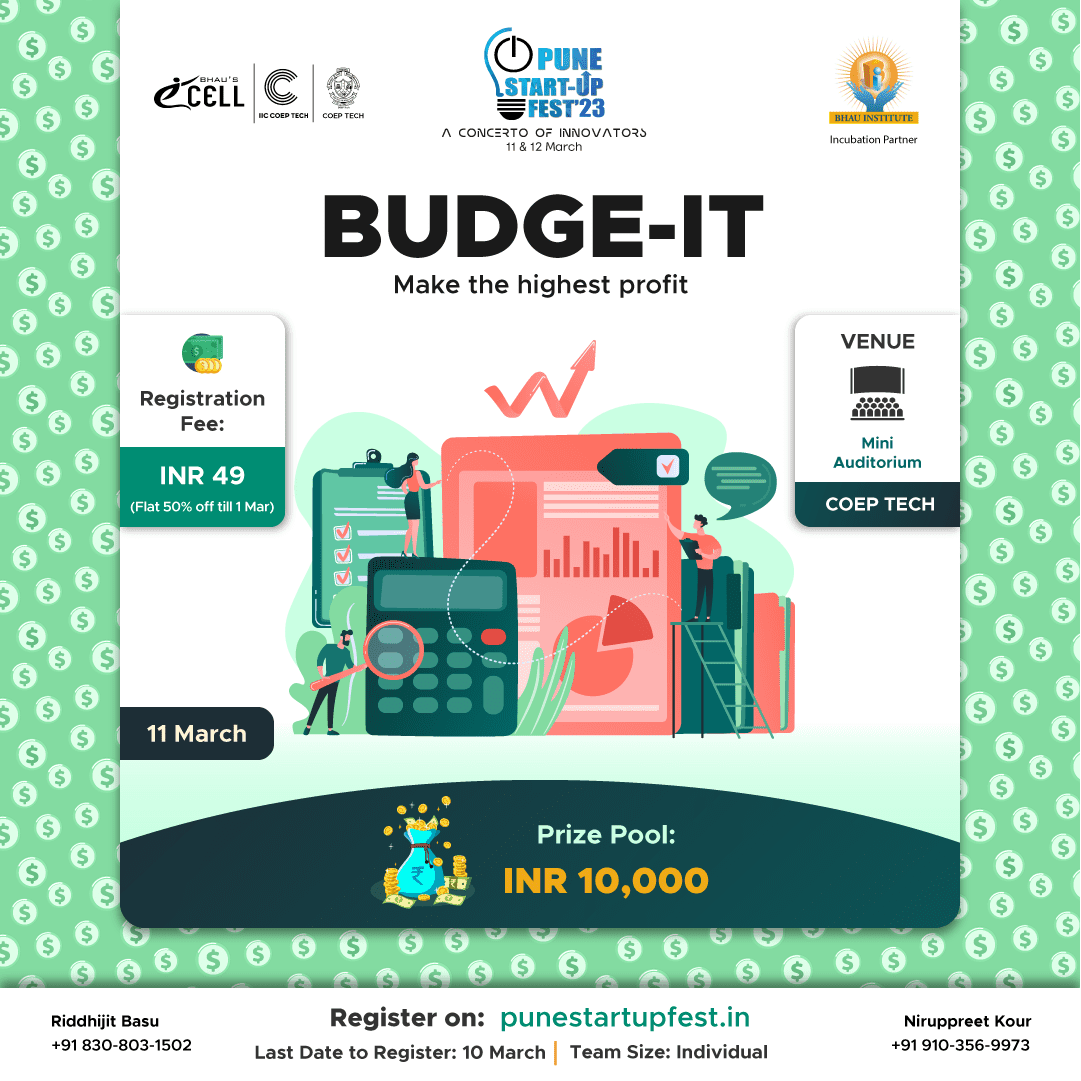 BHAU'S
iCELL
IIC COEP TECH
COEP TECH
PUNE
START-UP
FEST'23
A CONCERTO OF INNOVATORS
11 & 12 March
BHAU INSTITUTE
Incubation Partner
BUDGE-IT
Make the highest profit
Registration
Fee:
INR 49
(Flat 50% off till 1 Mar)
VENUE
Mini
Auditorium
COEP TECH
11 March
Prize Pool:
INR 10,000
Riddhijit Basu
+91 830-803-1502
Register on: punestartupfest.in
Last Date to Register: 10 March | Team Size: Individual
Niruppreet Kour
+91 910-356-9973